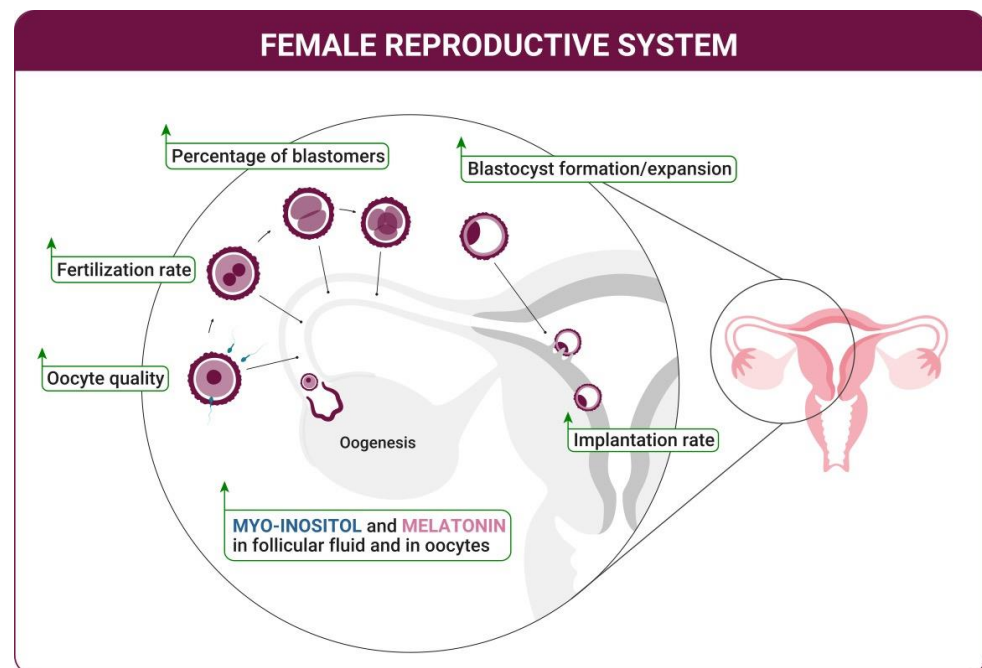 FEMALE REPRODUCTIVE SYSTEM
Percentage of blastomers
Blastocyst formation/expansion
Fertilization rate
Oocyte quality
Oogenesis
Implantation rate
MYO-INOSITOL and MELATONIN
in follicular fluid and in oocytes